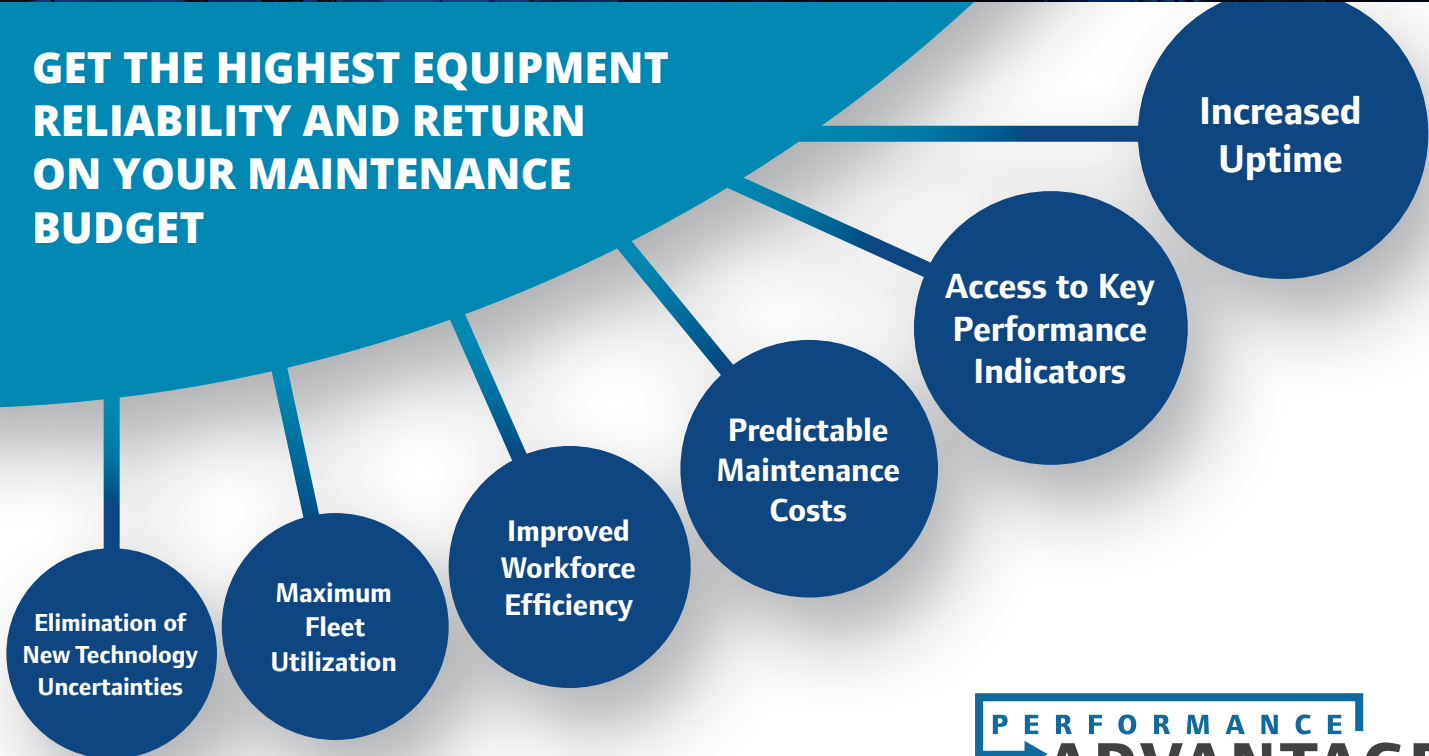 GET THE HIGHEST EQUIPMENT
RELIABILITY AND RETURN
ON YOUR MAINTENANCE
BUDGET
Increased
Uptime
Access to Key
Performance
Indicators
Predictable
Maintenance
Costs
Improved
Workforce
Efficiency
Maximum
Fleet
Utilization
Elimination of
New Technology
Uncertainties
PERFORMANCE
ADVANTAGE